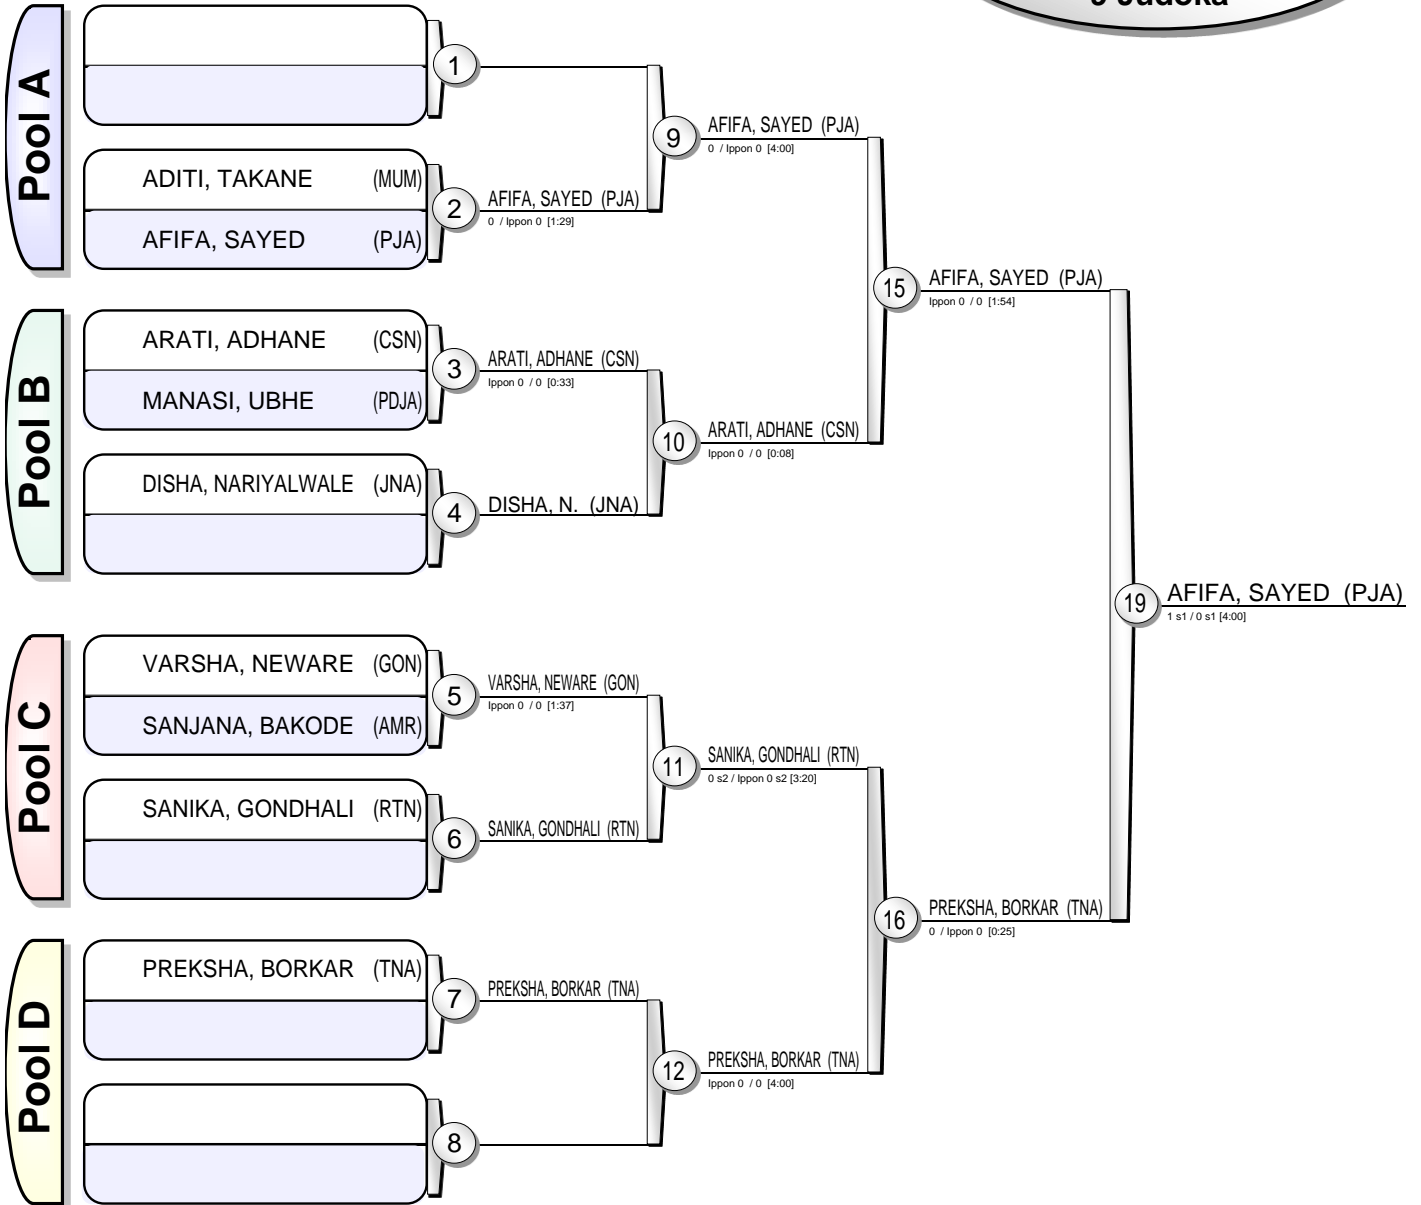 Pool A
1
ADITI, TAKANE (MUM)
AFIFA, SAYED (PJA)
2
AFIFA, SAYED (PJA)
0 / Ippon 0 [1:29]
9
AFIFA, SAYED (PJA)
0 / Ippon 0 [4:00]
Pool B
ARATI, ADHANE (CSN)
MANASI, UBHE (PDJA)
3
ARATI, ADHANE (CSN)
Ippon 0 / 0 [0:33]
DISHA, NARIYALWALE (JNA)
4
DISHA, N. (JNA)
10
ARATI, ADHANE (CSN)
Ippon 0 / 0 [0:08]
15
AFIFA, SAYED (PJA)
Ippon 0 / 0 [1:54]
Pool C
VARSHA, NEWARE (GON)
SANJANA, BAKODE (AMR)
5
VARSHA, NEWARE (GON)
Ippon 0 / 0 [1:37]
SANIKA, GONDHALI (RTN)
6
SANIKA, GONDHALI (RTN)
11
SANIKA, GONDHALI (RTN)
0 s2 / Ippon 0 s2 [3:20]
Pool D
PREKSHA, BORKAR (TNA)
7
PREKSHA, BORKAR (TNA)
8
12
PREKSHA, BORKAR (TNA)
Ippon 0 / 0 [4:00]
16
PREKSHA, BORKAR (TNA)
0 / Ippon 0 [0:25]
19
AFIFA, SAYED (PJA)
1 s1 / 0 s1 [4:00]